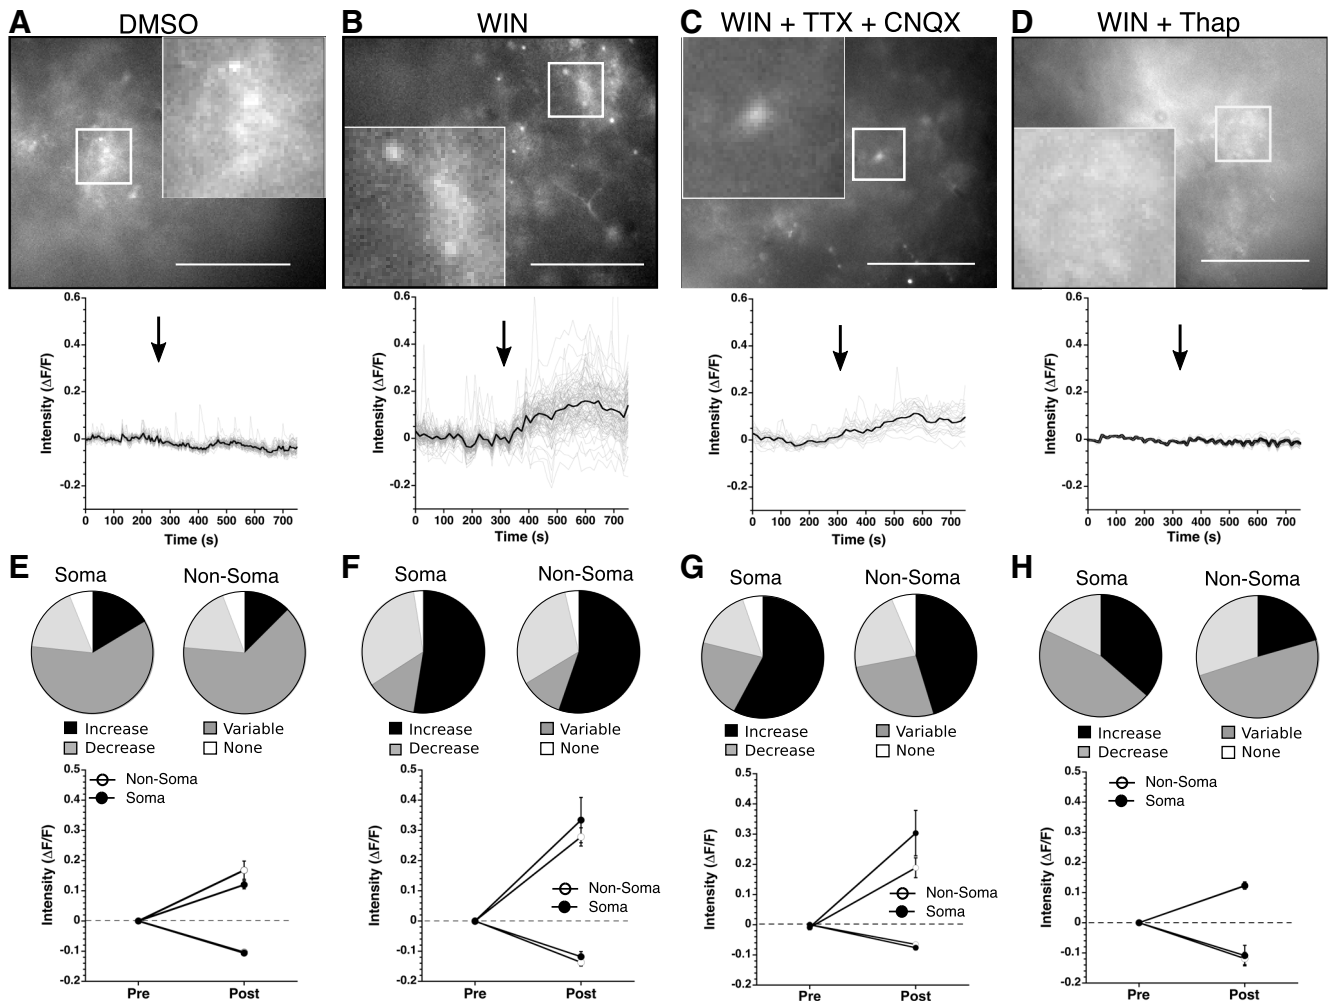 A DMSO
B WIN
C WIN + TTX + CNQX
D WIN + Thap
Intensity (ΔF/F)
0.6
0.4
0.2
0
-0.2
0 100 200 300 400 500 600 700
Time (s)
Intensity (ΔF/F)
0.6
0.4
0.2
0
-0.2
0 100 200 300 400 500 600 700
Time (s)
Intensity (ΔF/F)
0.6
0.4
0.2
0
-0.2
0 100 200 300 400 500 600 700
Time (s)
Intensity (ΔF/F)
0.6
0.4
0.2
0
-0.2
0 100 200 300 400 500 600 700
Time (s)
E
Soma Non-Soma
Increase Variable
Decrease None
Intensity (ΔF/F)
0.5
0.4
0.3
0.2
0.1
0
-0.1
-0.2
Non-Soma
Soma
Pre Post
F
Soma Non-Soma
Increase Variable
Decrease None
Intensity (ΔF/F)
0.5
0.4
0.3
0.2
0.1
0
-0.1
-0.2
Non-Soma
Soma
Pre Post
G
Soma Non-Soma
Increase Variable
Decrease None
Intensity (ΔF/F)
0.5
0.4
0.3
0.2
0.1
0
-0.1
-0.2
Non-Soma
Soma
Pre Post
H
Soma Non-Soma
Increase Variable
Decrease None
Intensity (ΔF/F)
0.5
0.4
0.3
0.2
0.1
0
-0.1
-0.2
Non-Soma
Soma
Pre Post